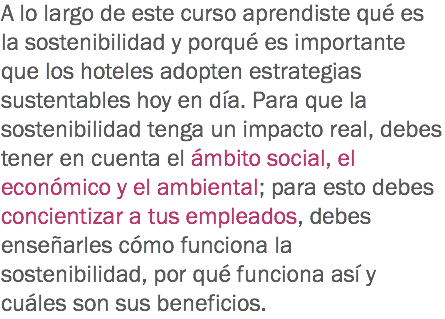 A lo largo de este curso aprendiste qué es
la sostenibilidad y porqué es importante
que los hoteles adopten estrategias
sustentables hoy en día. Para que la
sostenibilidad tenga un impacto real, debes
tener en cuenta el ámbito social, el
económico y el ambiental; para esto debes
concientizar a tus empleados, debes
enseñarles cómo funciona la
sostenibilidad, por qué funciona así y
cuáles son sus beneficios.